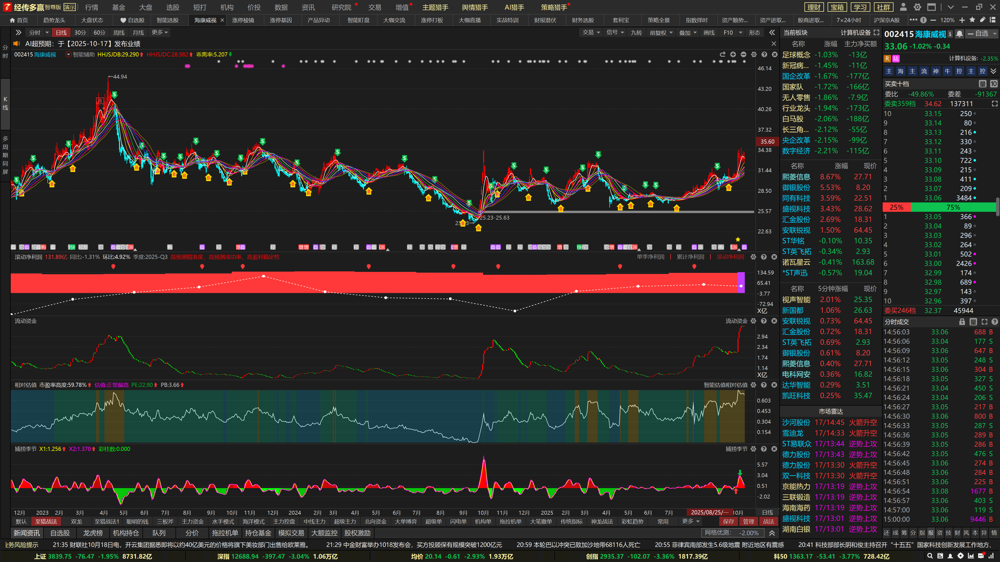 经传多赢 智尊版 演示 行情 基金 大盘 选股 短打 机构 价投 数据 资讯 研究院 交易 增值 主题猎手 舆情猎手 AI猎手 策略猎手 理财 宝箱 学习 社群
首页 趋势龙头 大盘状态 自选股 智能选股 海康威视 涨停棱镜 涨停基因 产品异动 智能盯盘 大咖交流 涨停打板 大咖直播 实战特训 财报潜伏 财务选股 套利宝 策略全景 指数择时 资产顺势... 资产进取... 股商进取... 7×24小时 沪深京A股 120%
分时 日线 30分 60分 周线 月线 更多 交易 信号 九转 前复权 叠加 画线 F10 形态
AI超预期：于【2025-10-17】发布业绩
002415 海康威视 智能辅助 HHJSJDB:29.290 HHJSJDC:28.982 乖离率:5.207
分时
K线
多周期同屏
44.94
25.23-25.63
46.14
43.20
40.26
37.32
35.60
34.38
31.44
28.50
25.57
22.63
滚动净利润 131.89亿 同比:-1.31% 环比:4.92% 季度:2025-Q3 高预测精准度，高预测成功率，高盈利稳定性 单季净利润 累计净利润 滚动净利润
134.59
65.41
-3.77
-72.94
X亿
流动资金 流动资金
2.94
2.34
1.74
1.14
X亿
相对估值 市盈率高度:59.78% 估值:正常偏高 PE:22.90 PB:3.66 智能估值相对估值
0.603
0.453
0.304
0.154
捕捞季节 X1:1.256 X2:1.370 彩柱数:0.000 捕捞季节
5.57
3.04
0.51
-2.02
12月 2023 2月 3月 4月 5月 6月 7月 8月 9月 10月 11月 12月 2024 2月 3月 4月 5月 6月 7月 8月 9月 10月 11月 12月 2025 2月 3月 4月 5月 6月 7月 2025/08/25/一 10月 日线
默认 至猎战法 双龙 至猎战法1 聪明的钱 三板斧 主力资金 水手模式 海洋模式 主力控盘 中线主力 超级主力 北向资金 大单博弈 超级单 闪电单 机构单 拖拉机单 大笔撤单 传统指标 神龙战法 彩虹趋势 常用 更多 保存 管理 战法
新闻资讯 自选股 龙虎榜 机构持仓 队列 分价 拖拉机单 持仓基金 模拟交易 大额监控 股权激励 网格优测： -2.00%
当前板块 计算机设备
名称 涨幅 主力净买额
足球概念 -1.03% -13亿
新冠病... -1.45% -11亿
国企改革 -1.67% -177亿
国家队 -1.72% -166亿
无人零售 -1.86% -7.9亿
行业龙头 -1.94% -173亿
白马股 -2.06% -188亿
长三角... -2.12% -55亿
央企改革 -2.15% -99亿
数字经济 -2.21% -115亿
名称 涨幅 现价
熙菱信息 8.67% 27.71
御银股份 5.53% 8.20
同有科技 3.59% 22.51
盛视科技 3.43% 28.62
汇金股份 2.69% 18.31
安联锐视 1.50% 64.45
ST华铭 -0.10% 10.35
ST英飞拓 -0.34% 2.93
诺瓦星云 -0.41% 163.68
*ST声迅 -0.57% 19.04
名称 5分钟涨幅 现价
视声智能 2.01% 25.35
新国都 1.06% 26.63
安联锐视 0.73% 64.45
汇金股份 0.72% 18.31
ST英飞拓 0.69% 2.93
御银股份 0.61% 8.20
熙菱信息 0.40% 27.71
电科网安 0.36% 16.82
达华智能 0.29% 3.51
凯旺科技 0.25% 35.47
市场雷达
沙河股份 17/14:45 火箭升空
雪迪龙 17/14:33 火箭升空
ST易联众 17/13:44 逆势上攻
德力股份 17/13:43 逆势上攻
德力股份 17/13:30 火箭升空
双一科技 17/13:30 火箭升空
京能热力 17/13:19 逆势上攻
三联锻造 17/13:19 逆势上攻
海南海药 17/13:19 逆势上攻
盛视科技 17/13:01 逆势上攻
湖南白银 17/13:01 逆势上攻
002415 海康威视 自选
33.06 -1.02% -0.34
R 陆 计算机设备: -2.35%
主 海 主 流 神 牛 控 主 控
买卖十档 量 10
委比 -49.86% 委差 -91367
委卖359档 34.62 137311
10 33.15 250
9 33.14 80
8 33.13 216
7 33.12 330
6 33.11 243
5 33.10 722
4 33.09 215
3 33.08 411
2 33.07 209
1 33.06 3484
25% 75%
1 33.05 366
2 33.04 89
3 33.03 296
4 33.02 264
5 33.01 502
6 33.00 2426
7 32.99 174
8 32.98 689
9 32.97 143
10 32.96 397
委买246档 32.37 45944
分时成交 量
14:56:03 33.06 688 B
14:56:06 33.04 177 S
14:56:09 33.06 647 B
14:56:12 33.05 248 S
14:56:15 33.06 304 B
14:56:18 33.05 327 S
14:56:21 33.04 450 S
14:56:24 33.04 206 S
14:56:27 33.05 217 B
14:56:30 33.06 800 B
14:56:33 33.05 287 S
14:56:36 33.05 289 B
14:56:39 33.05 286 B
14:56:42 33.05 476 S
14:56:45 33.06 274 B
14:56:48 33.06 284 B
14:56:51 33.06 225 B
14:56:54 33.08 1677 B
14:56:57 33.06 403 S
14:57:00 33.06 119 S
15:00:00 33.06 9446 B
还 成 筹 分 指 报 资 技 财 风 本 异 情
业务风险提示 21:35 财联社10月18日电，开云集团据悉即将以约40亿美元的价格将旗下美妆部门出售给欧莱雅。 21:29 中金财富举办1018发布会，买方投顾保有规模突破1200亿元 20:59 本轮巴以冲突已致加沙地带68116人死亡 20:55 菲律宾南部发生5.6级地震 附近地区有震感 20:41 科技部部长阴和俊主持召开“十五五”国家科技创新发展工作地方、
上证 3839.75 -76.47 -1.95% 8731.82亿 深指 12688.94 -397.47 -3.04% 1.06万亿 均价 20.14 -0.61 -2.93% 1.93万亿 创指 2935.37 -102.07 -3.36% 1817.39亿 科50 1363.17 -53.41 -3.77% 728.42亿